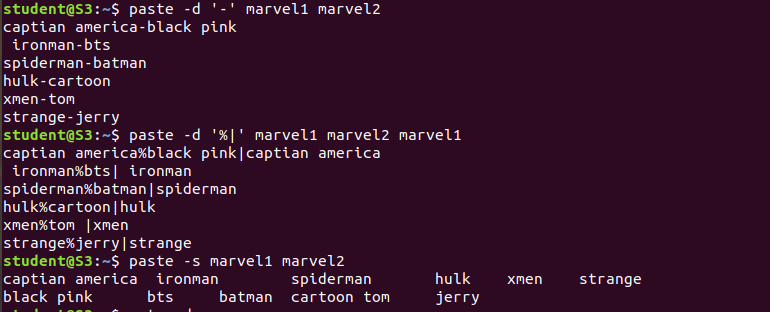 student@S3:~$ paste -d '-' marvel1 marvel2
captian america-black pink
 ironman-bts
spiderman-batman
hulk-cartoon
xmen-tom
strange-jerry
student@S3:~$ paste -d '%|' marvel1 marvel2 marvel1
captian america%black pink|captian america
 ironman%bts| ironman
spiderman%batman|spiderman
hulk%cartoon|hulk
xmen%tom |xmen
strange%jerry|strange
student@S3:~$ paste -s marvel1 marvel2
captian america	 ironman	spiderman	hulk	xmen	strange
black pink	bts	batman	cartoon	tom 	jerry